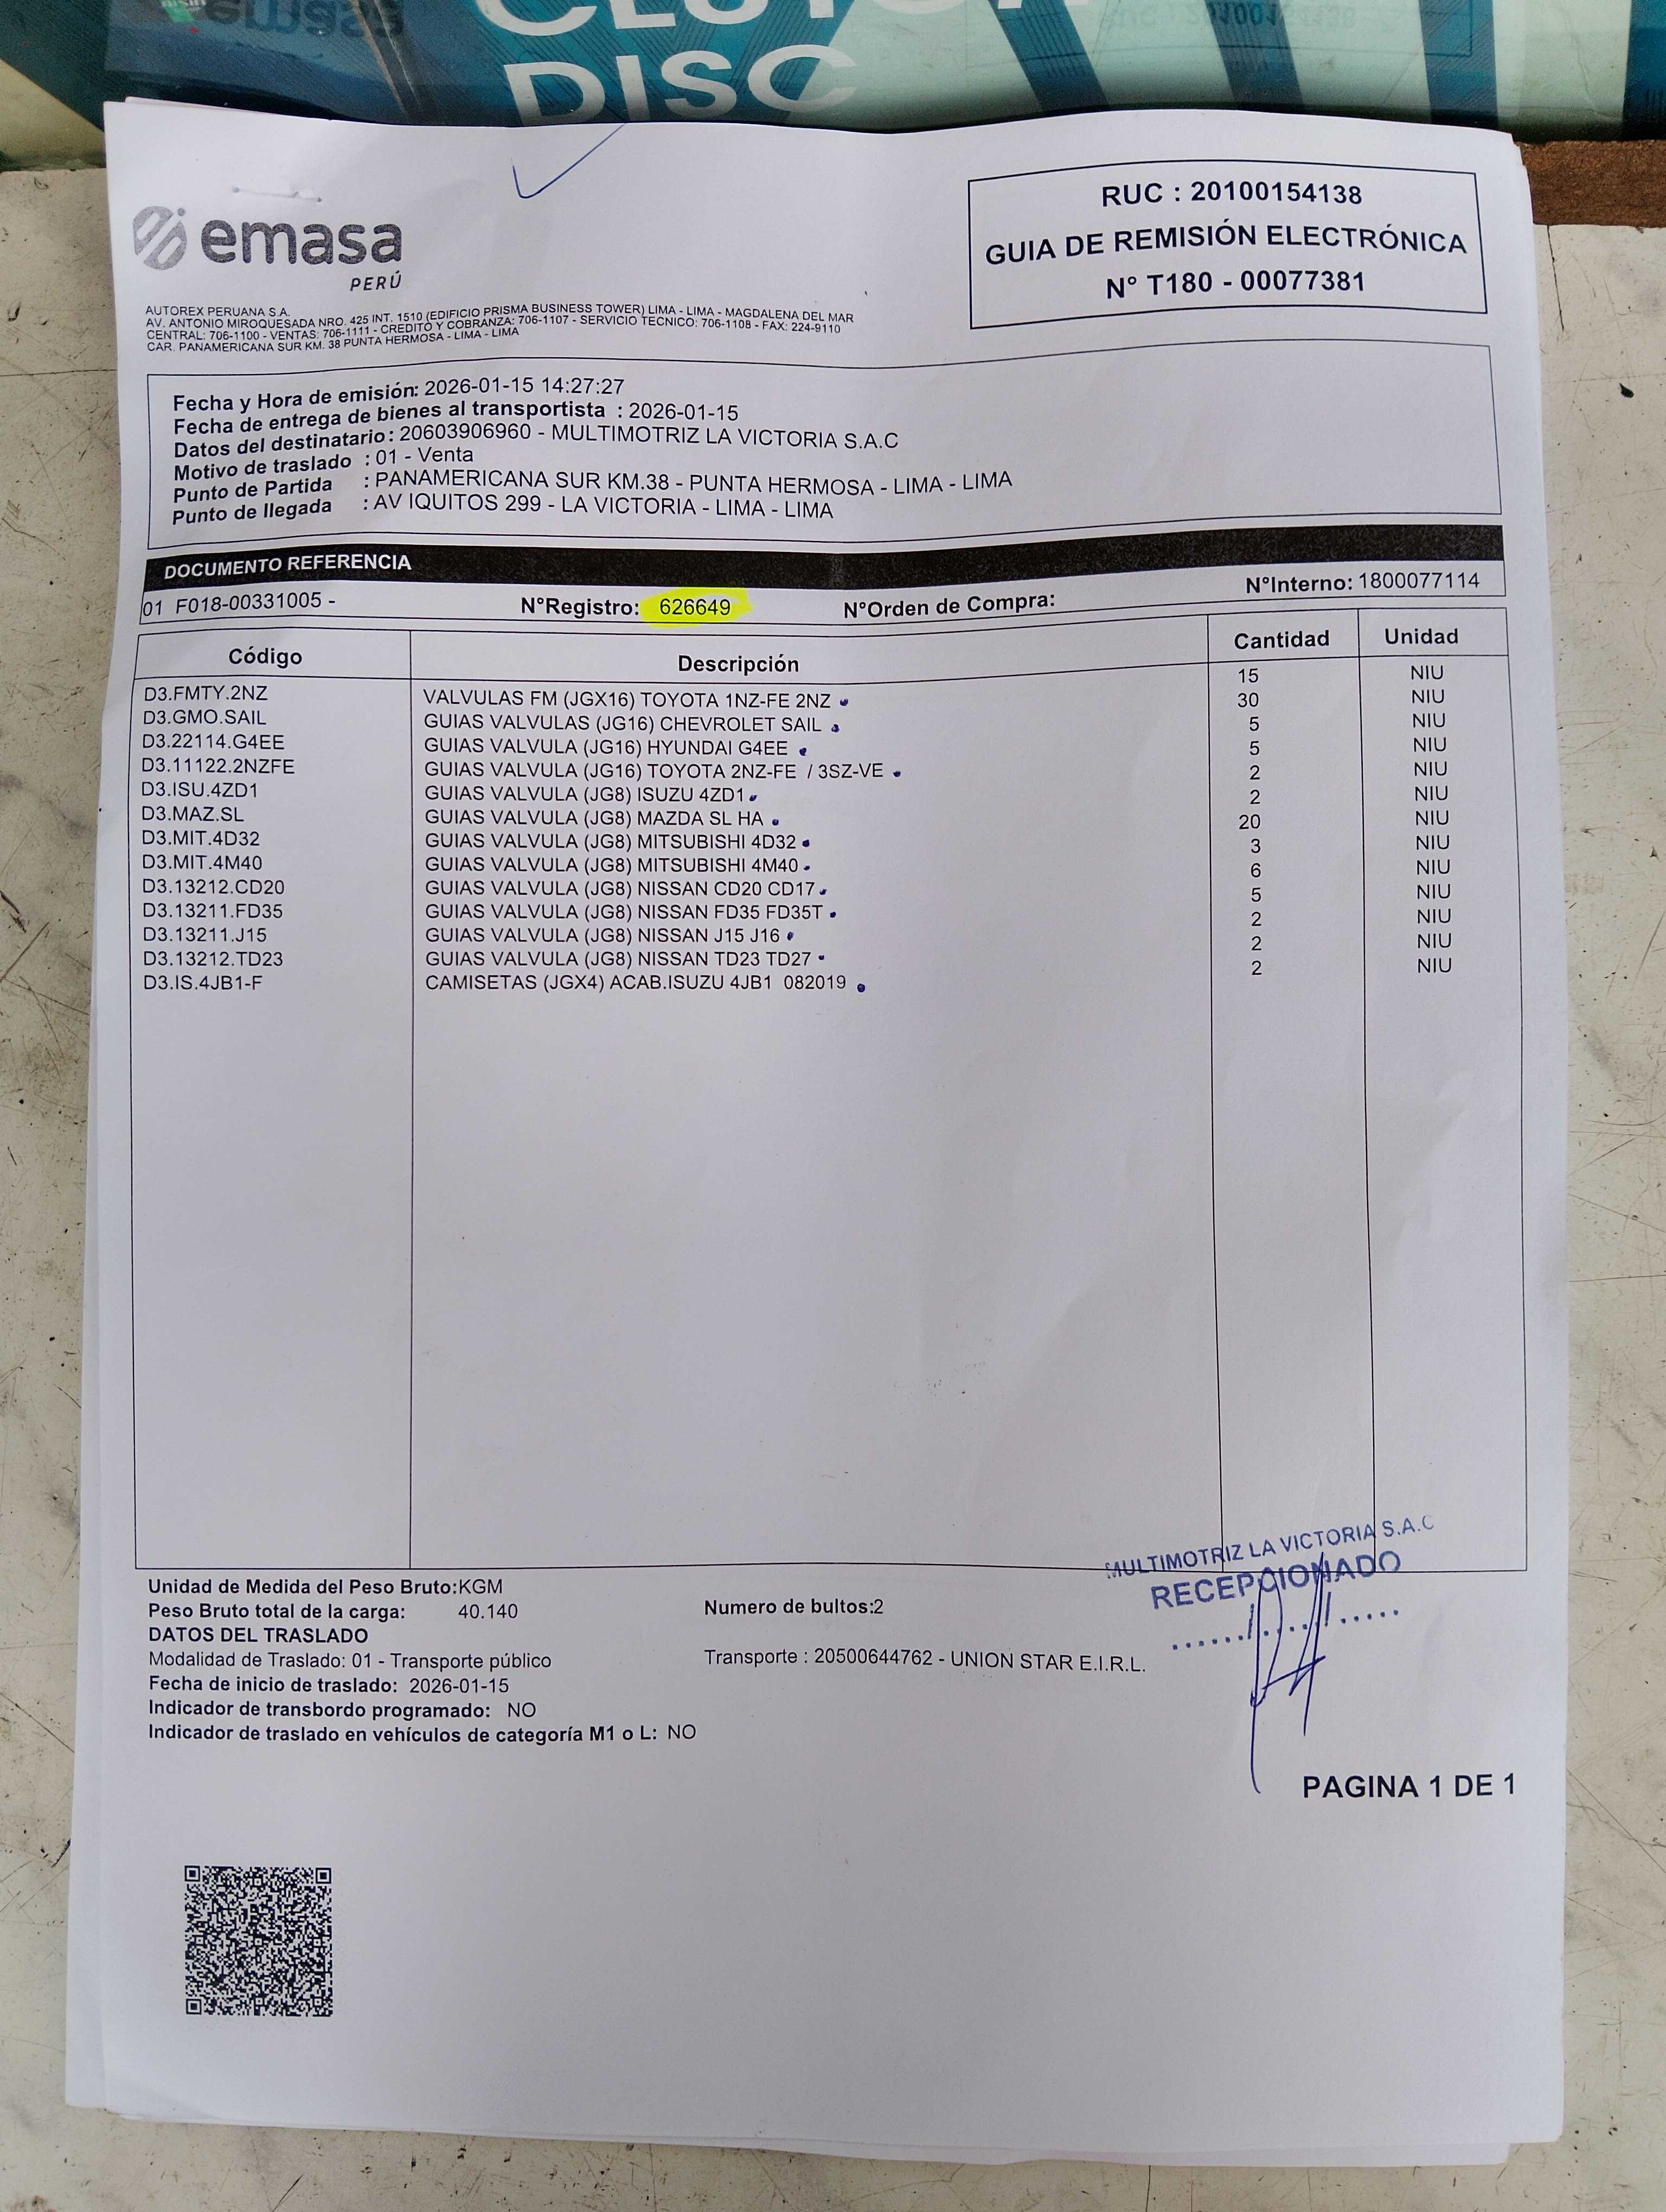 CLUTCH
DISC
emasa
PERÚ
RUC : 20100154138
GUIA DE REMISIÓN ELECTRÓNICA
N° T180 - 00077381
AUTOREX PERUANA S.A.
AV. ANTONIO MIROQUESADA NRO. 425 INT. 1510 (EDIFICIO PRISMA BUSINESS TOWER) LIMA - LIMA - MAGDALENA DEL MAR
CENTRAL: 706-1100 - VENTAS: 706-1111 - CREDITO Y COBRANZA: 706-1107 - SERVICIO TECNICO: 706-1108 - FAX: 224-9110
CAR. PANAMERICANA SUR KM. 38 PUNTA HERMOSA - LIMA - LIMA
Fecha y Hora de emisión: 2026-01-15 14:27:27
Fecha de entrega de bienes al transportista : 2026-01-15
Datos del destinatario: 20603906960 - MULTIMOTRIZ LA VICTORIA S.A.C
Motivo de traslado : 01 - Venta
Punto de Partida : PANAMERICANA SUR KM.38 - PUNTA HERMOSA - LIMA - LIMA
Punto de llegada : AV IQUITOS 299 - LA VICTORIA - LIMA - LIMA
DOCUMENTO REFERENCIA
01 F018-00331005 - N°Registro: 626649 N°Orden de Compra: N°Interno: 1800077114
Código Descripción Cantidad Unidad
D3.FMTY.2NZ VALVULAS FM (JGX16) TOYOTA 1NZ-FE 2NZ 15 NIU
D3.GMO.SAIL GUIAS VALVULAS (JG16) CHEVROLET SAIL 30 NIU
D3.22114.G4EE GUIAS VALVULA (JG16) HYUNDAI G4EE 5 NIU
D3.11122.2NZFE GUIAS VALVULA (JG16) TOYOTA 2NZ-FE / 3SZ-VE 5 NIU
D3.ISU.4ZD1 GUIAS VALVULA (JG8) ISUZU 4ZD1 2 NIU
D3.MAZ.SL GUIAS VALVULA (JG8) MAZDA SL HA 2 NIU
D3.MIT.4D32 GUIAS VALVULA (JG8) MITSUBISHI 4D32 20 NIU
D3.MIT.4M40 GUIAS VALVULA (JG8) MITSUBISHI 4M40 3 NIU
D3.13212.CD20 GUIAS VALVULA (JG8) NISSAN CD20 CD17 6 NIU
D3.13211.FD35 GUIAS VALVULA (JG8) NISSAN FD35 FD35T 5 NIU
D3.13211.J15 GUIAS VALVULA (JG8) NISSAN J15 J16 2 NIU
D3.13212.TD23 GUIAS VALVULA (JG8) NISSAN TD23 TD27 2 NIU
D3.IS.4JB1-F CAMISETAS (JGX4) ACAB.ISUZU 4JB1 082019 2 NIU
MULTIMOTRIZ LA VICTORIA S.A.C
RECEPCIONADO
Unidad de Medida del Peso Bruto:KGM
Peso Bruto total de la carga: 40.140 Numero de bultos:2
DATOS DEL TRASLADO
Modalidad de Traslado: 01 - Transporte público Transporte : 20500644762 - UNION STAR E.I.R.L.
Fecha de inicio de traslado: 2026-01-15
Indicador de transbordo programado: NO
Indicador de traslado en vehículos de categoría M1 o L: NO
PAGINA 1 DE 1